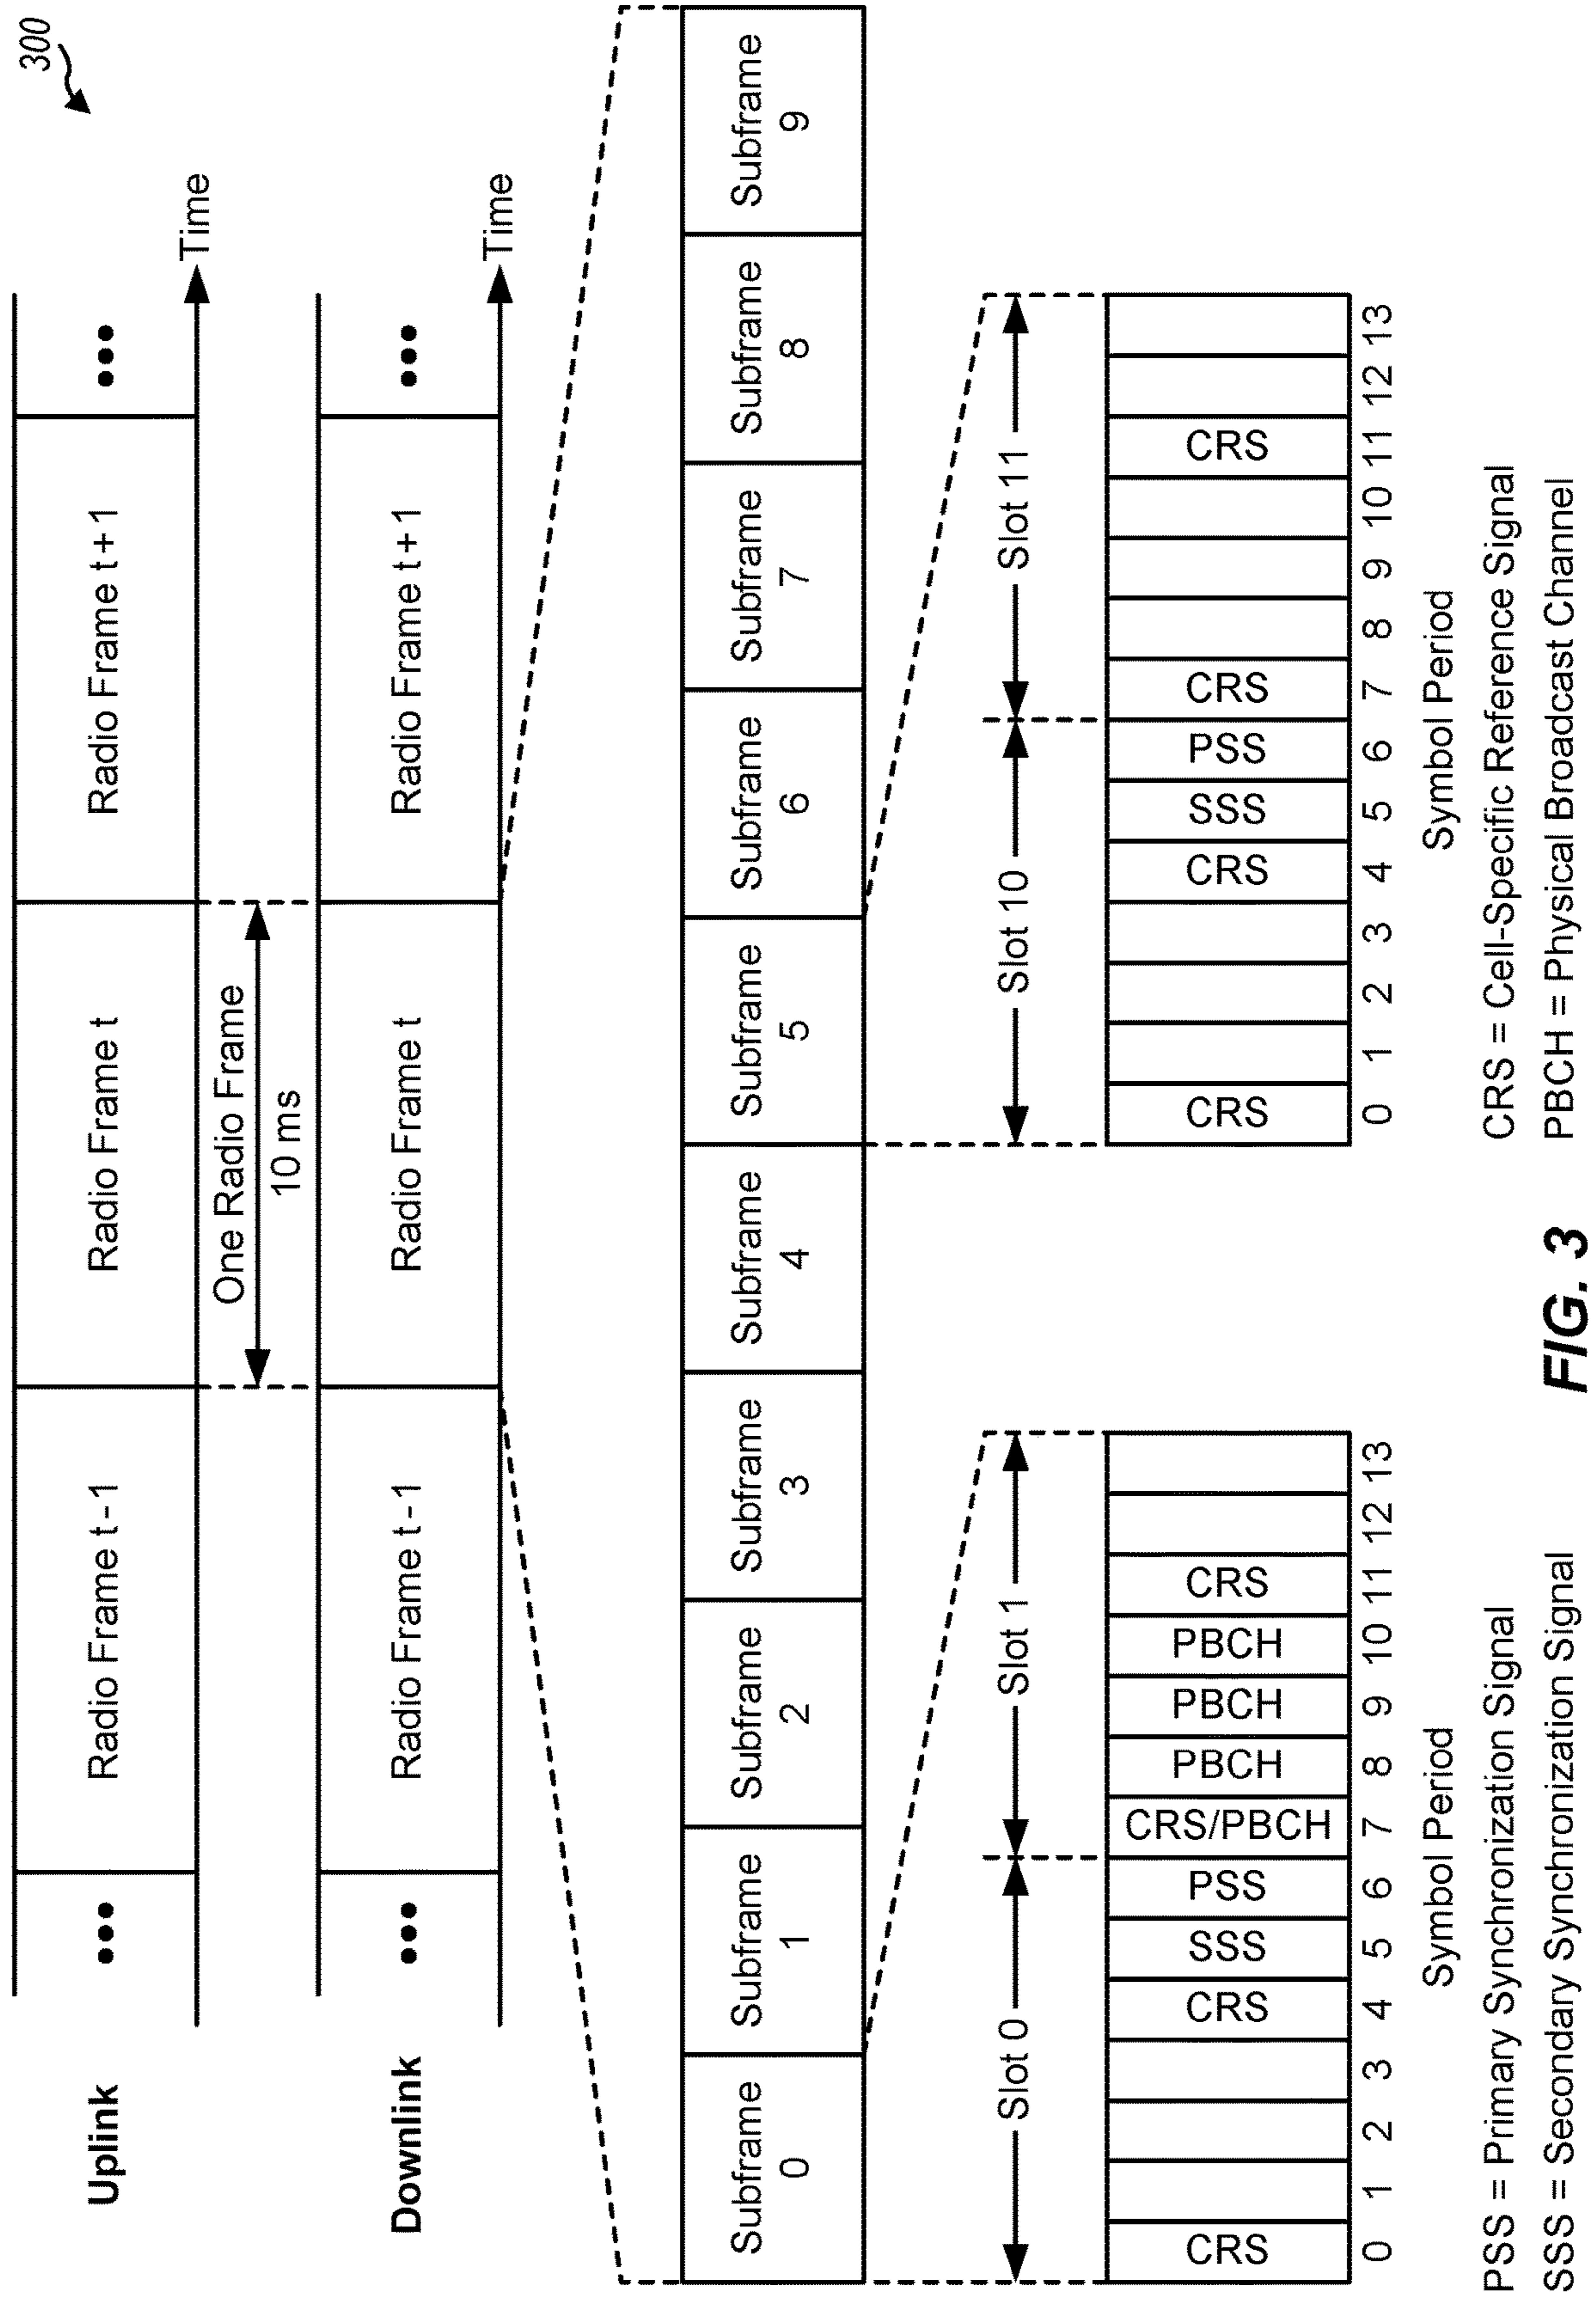 300
Uplink
••• Radio Frame t-1 Radio Frame t Radio Frame t+1 •••
Time
One Radio Frame
10 ms
Downlink
••• Radio Frame t-1 Radio Frame t Radio Frame t+1 •••
Time
Subframe Subframe Subframe Subframe Subframe Subframe Subframe Subframe Subframe Subframe
0 1 2 3 4 5 6 7 8 9
Slot 0 Slot 1
CRS CRS SSS PSS CRS/PBCH PBCH PBCH PBCH CRS
0 1 2 3 4 5 6 7 8 9 10 11 12 13
Symbol Period
Slot 10 Slot 11
CRS CRS SSS PSS CRS CRS
0 1 2 3 4 5 6 7 8 9 10 11 12 13
Symbol Period
PSS = Primary Synchronization Signal
SSS = Secondary Synchronization Signal
CRS = Cell-Specific Reference Signal
PBCH = Physical Broadcast Channel
FIG. 3